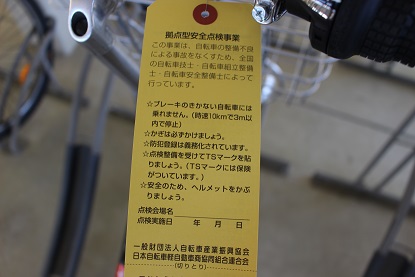 拠点型安全点検事業
この事業は、自転車の整備不良
による事故をなくすため、全国
の自転車技士・自転車組立整備
士・自転車安全整備士によって
行っています。
☆ブレーキのきかない自転車には
乗れません。（時速10kmで3m以
内で停止）
☆かぎは必ずかけましょう。
☆防犯登録は義務化されています。
☆点検整備を受けてTSマークを貼
りましょう。（TSマークには保険
がついています。）
☆安全のため、ヘルメットをかぶ
りましょう。
点検会場名
点検実施日　年　月　日
一般財団法人自転車産業振興協会
日本自転車軽自動車商協同組合連合会
（切りとり）